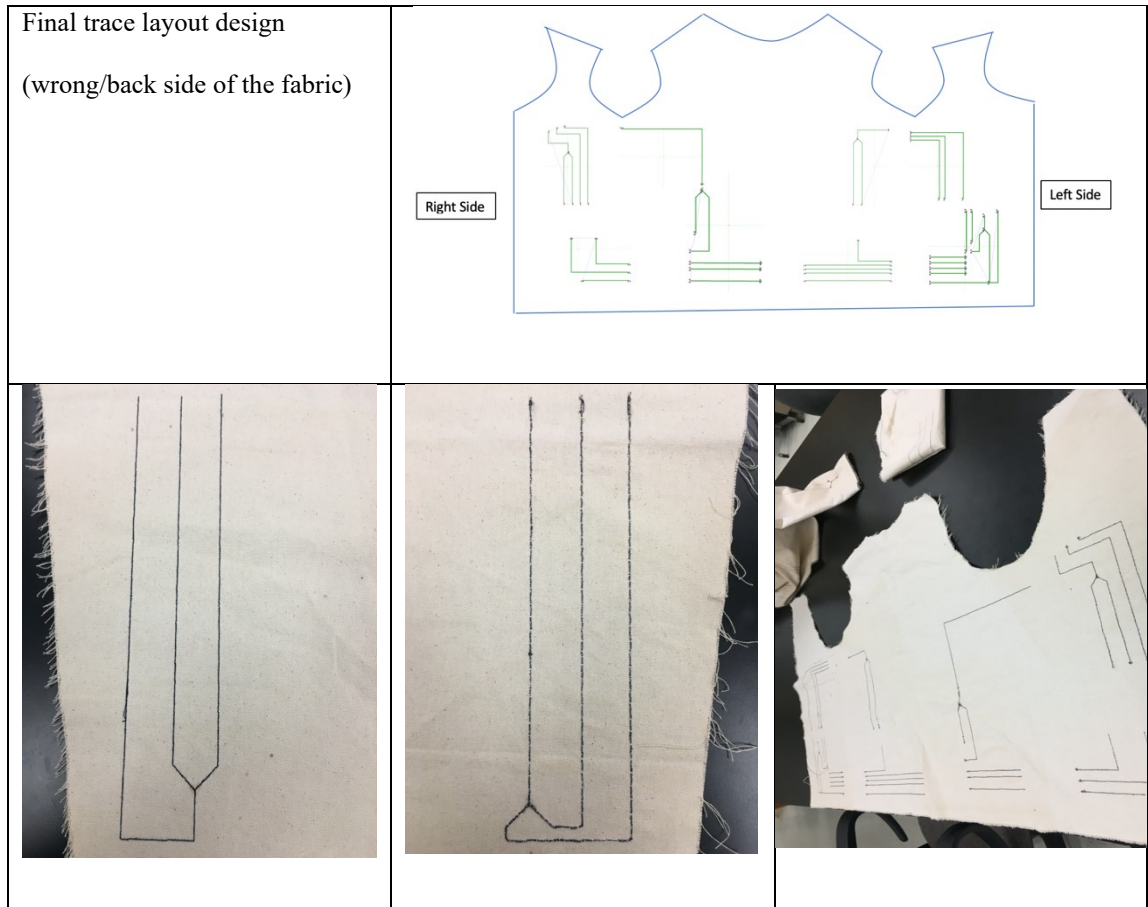 Final trace layout design
(wrong/back side of the fabric)
Right Side
Left Side